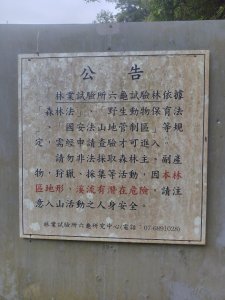 公告
林業試驗所六龜試驗林依據
「森林法」、「野生動物保育法
」、「國安法山地管制區」等規
定,需經申請查驗才可進入。
請勿非法採取森林主、副產
物,狩獵、採集等活動,因本林
區地形,溪流有潛在危險,請注
意入山活動之人身安全。
林業試驗所六龜研究中心(電話:07-6891028)